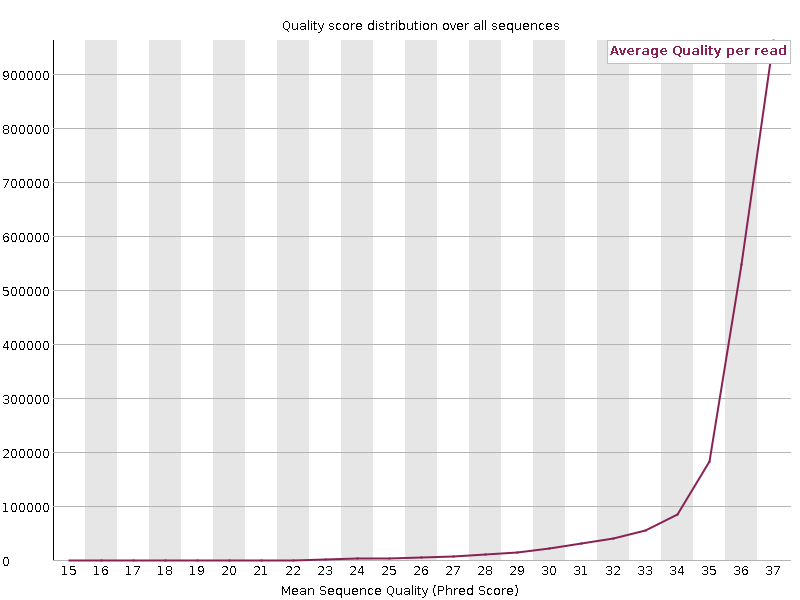 Quality score distribution over all sequences
Average Quality per read
900000
800000
700000
600000
500000
400000
300000
200000
100000
0
15 16 17 18 19 20 21 22 23 24 25 26 27 28 29 30 31 32 33 34 35 36 37
Mean Sequence Quality (Phred Score)